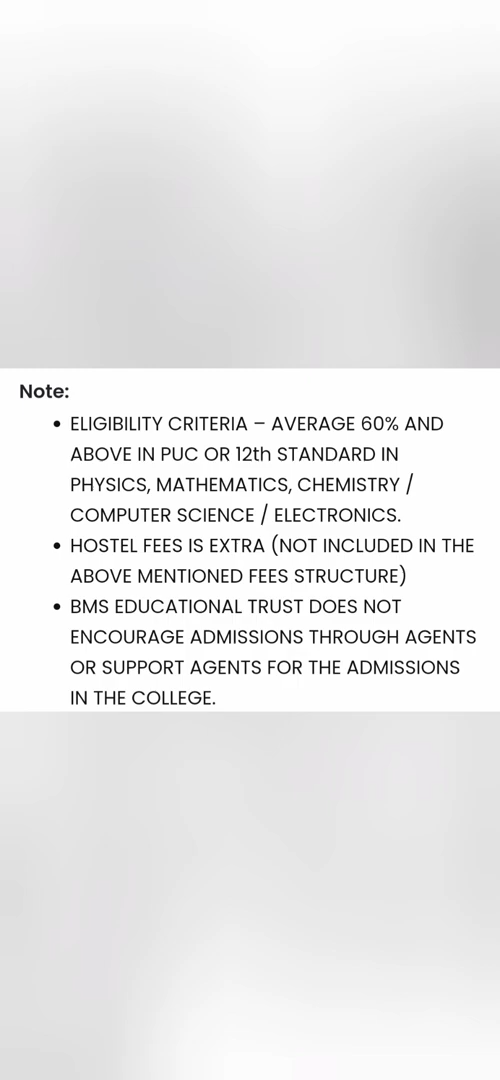 Note:
• ELIGIBILITY CRITERIA – AVERAGE 60% AND
ABOVE IN PUC OR 12th STANDARD IN
PHYSICS, MATHEMATICS, CHEMISTRY /
COMPUTER SCIENCE / ELECTRONICS.
• HOSTEL FEES IS EXTRA (NOT INCLUDED IN THE
ABOVE MENTIONED FEES STRUCTURE)
• BMS EDUCATIONAL TRUST DOES NOT
ENCOURAGE ADMISSIONS THROUGH AGENTS
OR SUPPORT AGENTS FOR THE ADMISSIONS
IN THE COLLEGE.